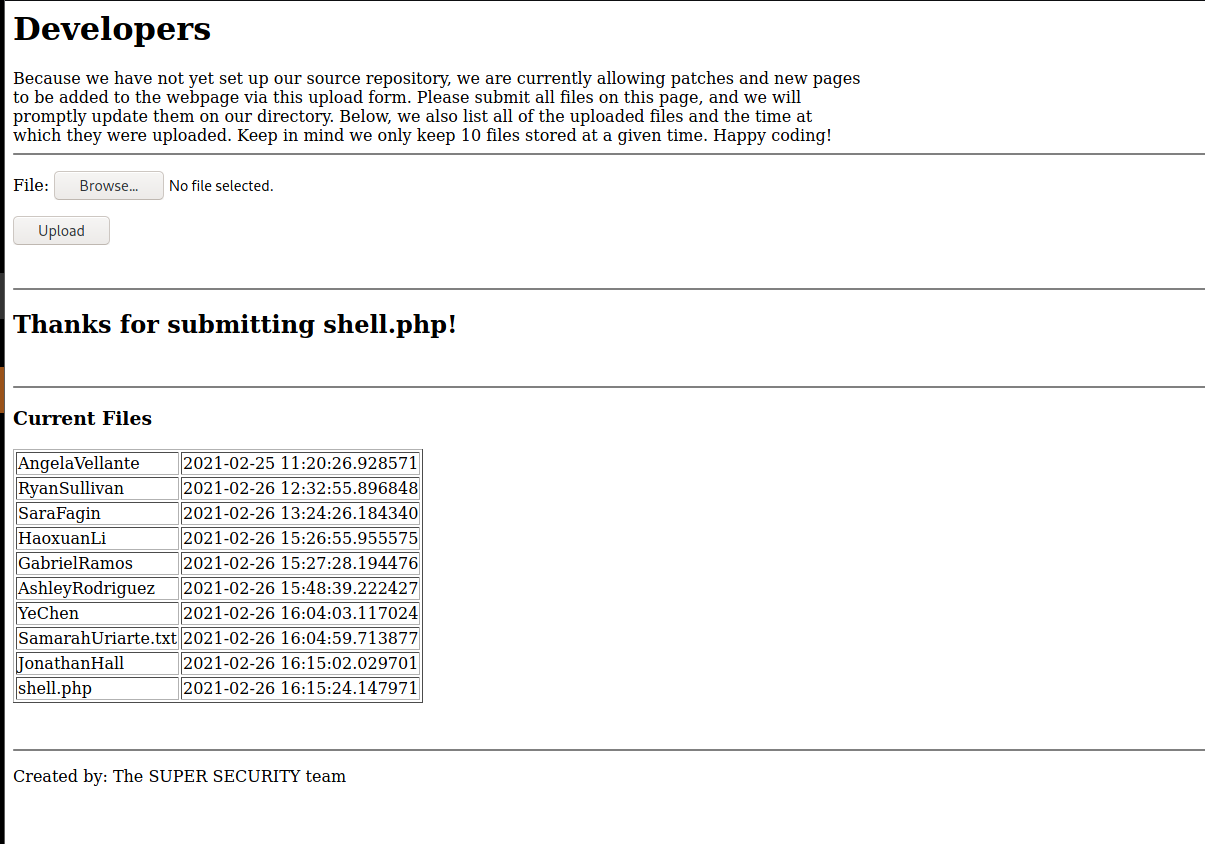 Developers
Because we have not yet set up our source repository, we are currently allowing patches and new pages
to be added to the webpage via this upload form. Please submit all files on this page, and we will
promptly update them on our directory. Below, we also list all of the uploaded files and the time at
which they were uploaded. Keep in mind we only keep 10 files stored at a given time. Happy coding!
File: Browse... No file selected.
Upload
Thanks for submitting shell.php!
Current Files
AngelaVellante 2021-02-25 11:20:26.928571
RyanSullivan 2021-02-26 12:32:55.896848
SaraFagin 2021-02-26 13:24:26.184340
HaoxuanLi 2021-02-26 15:26:55.955575
GabrielRamos 2021-02-26 15:27:28.194476
AshleyRodriguez 2021-02-26 15:48:39.222427
YeChen 2021-02-26 16:04:03.117024
SamarahUriarte.txt 2021-02-26 16:04:59.713877
JonathanHall 2021-02-26 16:15:02.029701
shell.php 2021-02-26 16:15:24.147971
Created by: The SUPER SECURITY team